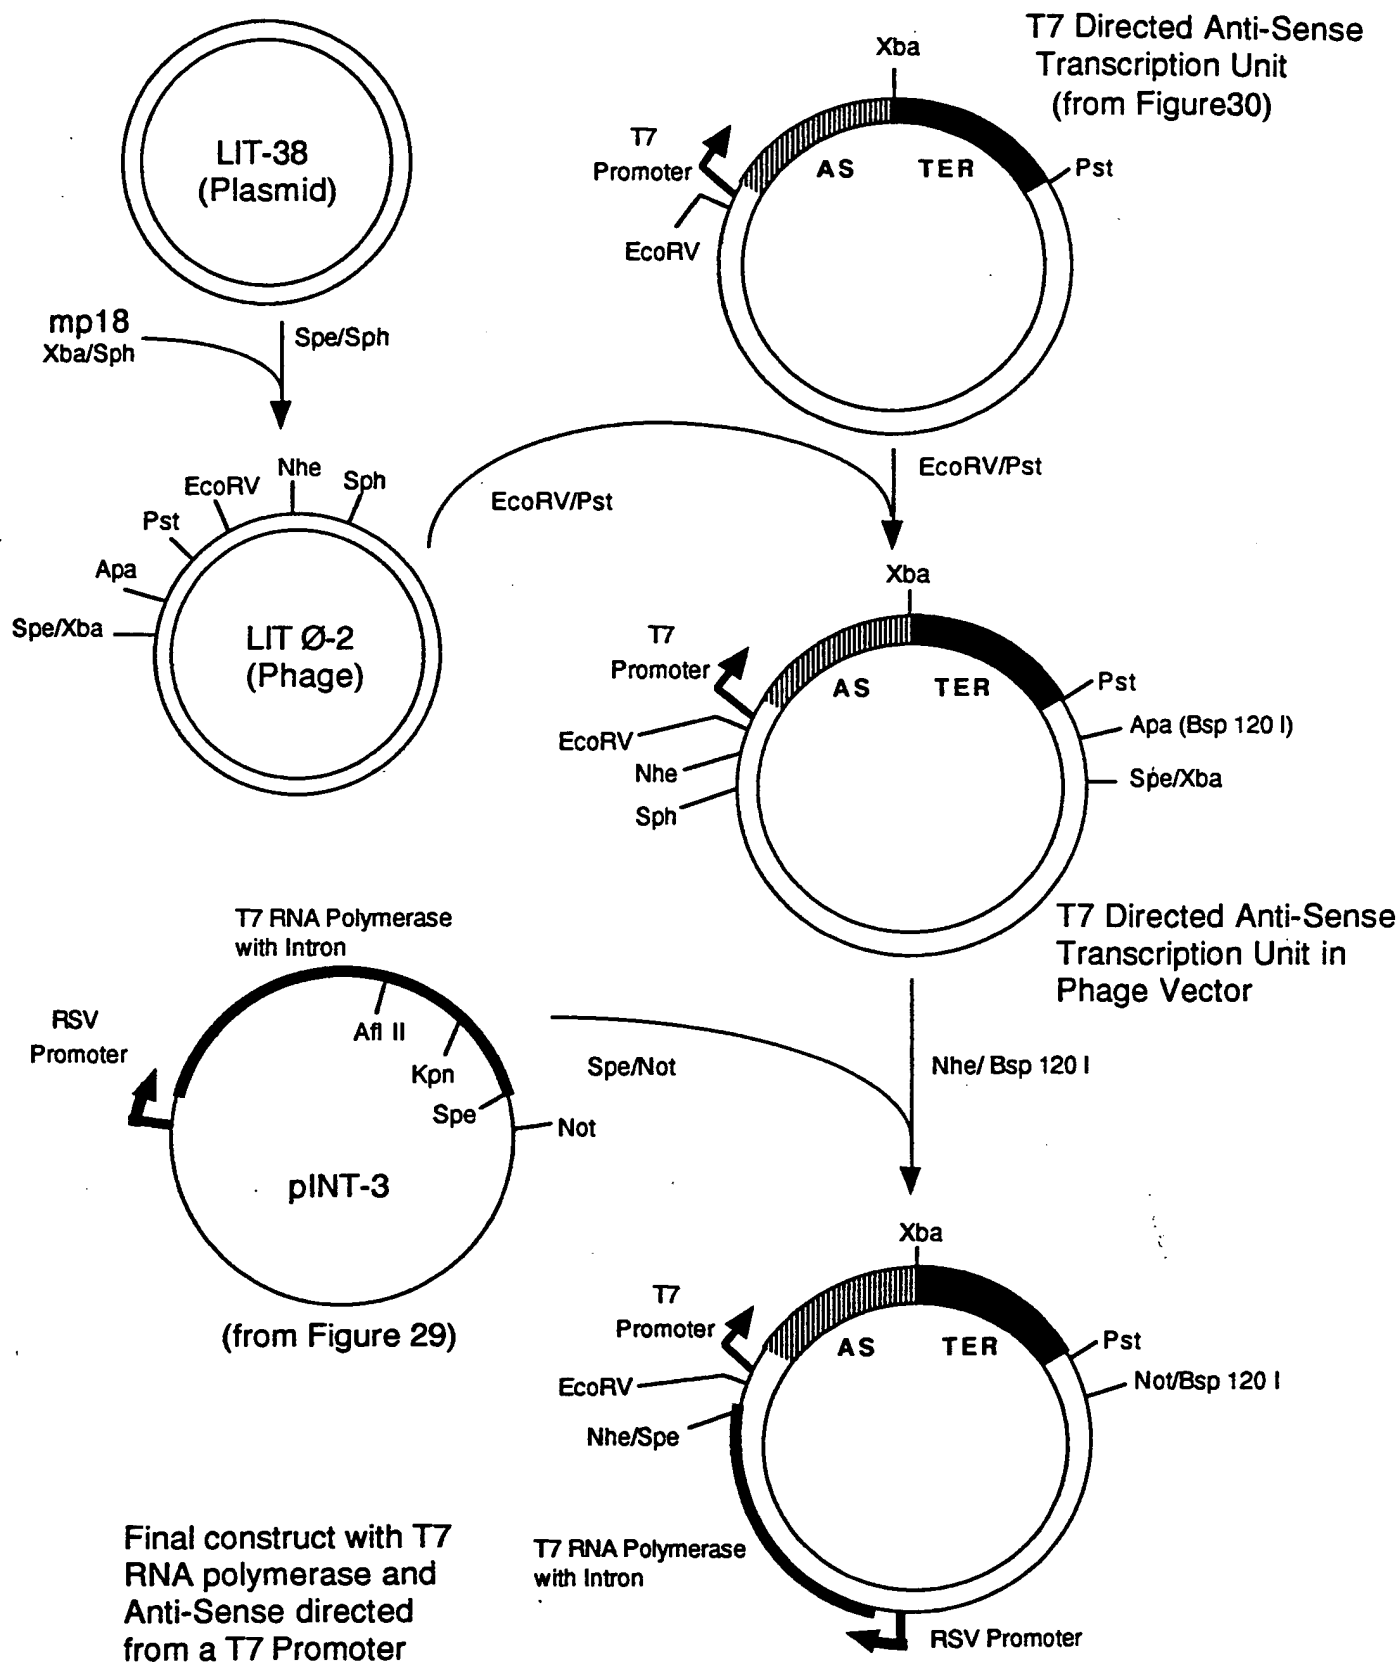 LIT-38
(Plasmid)
mp18
Xba/Sph
Spe/Sph
T7 Directed Anti-Sense
Transcription Unit
(from Figure30)
Xba
T7
Promoter
AS
TER
Pst
EcoRV
EcoRV/Pst
EcoRV/Pst
Spe/Xba
Apa
Pst
EcoRV
Nhe
Sph
LIT Ø-2
(Phage)
Xba
T7
Promoter
AS
TER
Pst
Apa (Bsp 120 I)
Spe/Xba
EcoRV
Nhe
Sph
T7 Directed Anti-Sense
Transcription Unit in
Phage Vector
T7 RNA Polymerase
with Intron
RSV
Promoter
Afl II
Kpn
Spe
Not
pINT-3
(from Figure 29)
Spe/Not
Nhe/ Bsp 120 I
Xba
T7
Promoter
AS
TER
Pst
Not/Bsp 120 I
EcoRV
Nhe/Spe
T7 RNA Polymerase
with Intron
RSV Promoter
Final construct with T7
RNA polymerase and
Anti-Sense directed
from a T7 Promoter